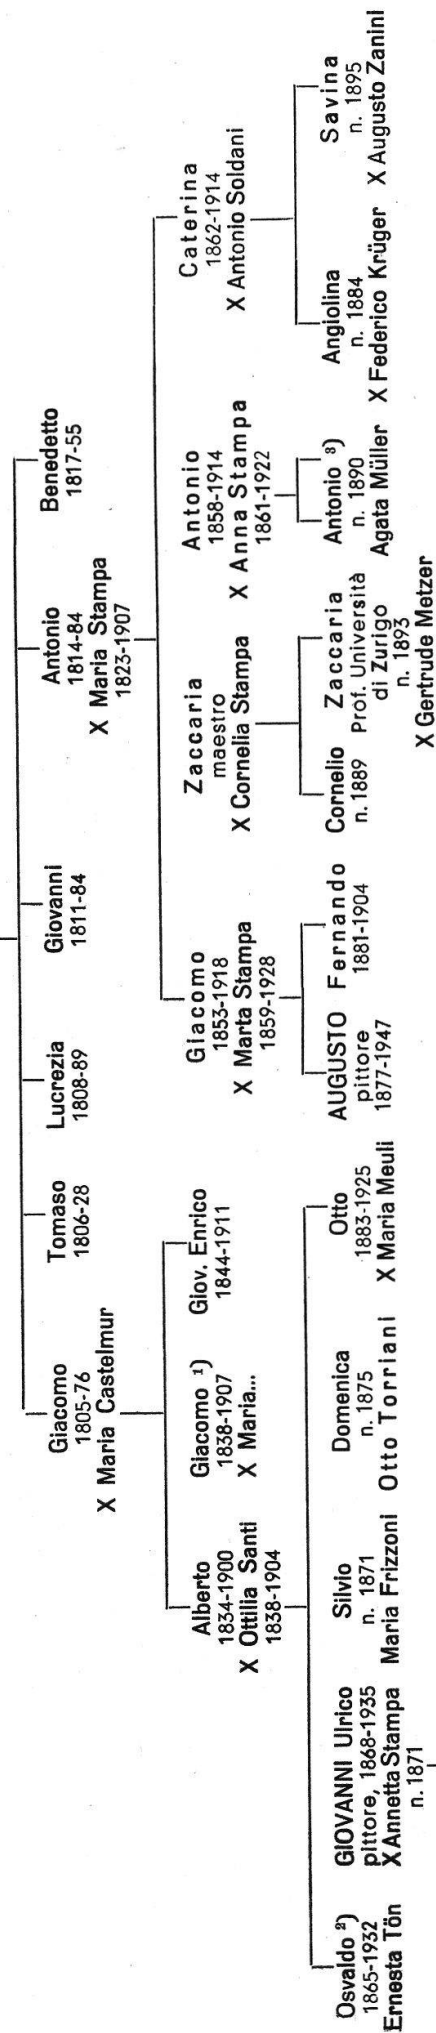 Giacomo
1805-76
X Maria Castelmur
Tomaso
1806-28
Lucrezia
1808-89
Giovanni
1811-84
Antonio
1814-84
X Maria Stampa
1823-1907
Benedetto
1817-55
Alberto
1834-1900
X Ottilia Santi
1838-1904
Giacomo ¹)
1838-1907
X Maria...
Giov. Enrico
1844-1911
Giacomo
1853-1918
X Marta Stampa
1859-1928
Zaccaria
maestro
X Cornelia Stampa
Antonio
1858-1914
X Anna Stampa
1861-1922
Caterina
1862-1914
X Antonio Soldani
Osvaldo ²)
1865-1932
Ernesta Tön
GIOVANNI Ulrico
pittore, 1868-1935
X Annetta Stampa
n. 1871
Silvio
n. 1871
Maria Frizzoni
Domenica
n. 1875
Otto Torriani
Otto
1883-1925
X Maria Meuli
AUGUSTO
pittore
1877-1947
Fernando
1881-1904
Cornelio
n. 1889
Zaccaria
Prof. Università
di Zurigo
n. 1893
X Gertrude Metzer
Antonio ³)
n. 1890
Agata Müller
Angiolina
n. 1884
X Federico Krüger
Savina
n. 1895
X Augusto Zanini